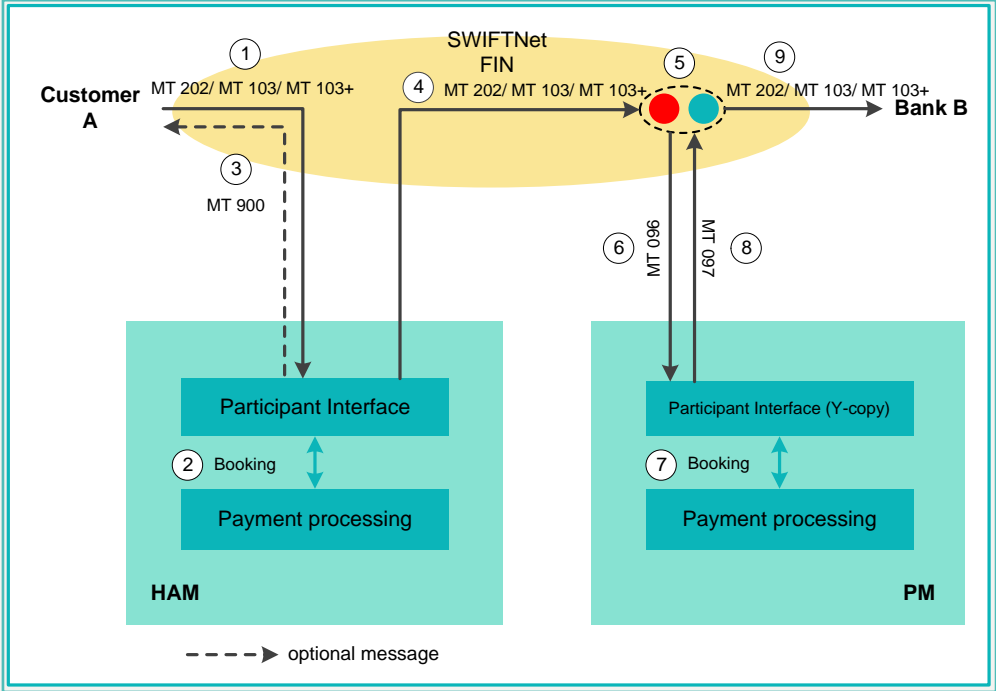 SWIFTNet
FIN
1
MT 202/ MT 103/ MT 103+
Customer
A
3
MT 900
4
MT 202/ MT 103/ MT 103+
5
9
MT 202/ MT 103/ MT 103+
Bank B
6
MT 096
MT 097
8
Participant Interface
2
Booking
Payment processing
HAM
Participant Interface (Y-copy)
7
Booking
Payment processing
PM
optional message